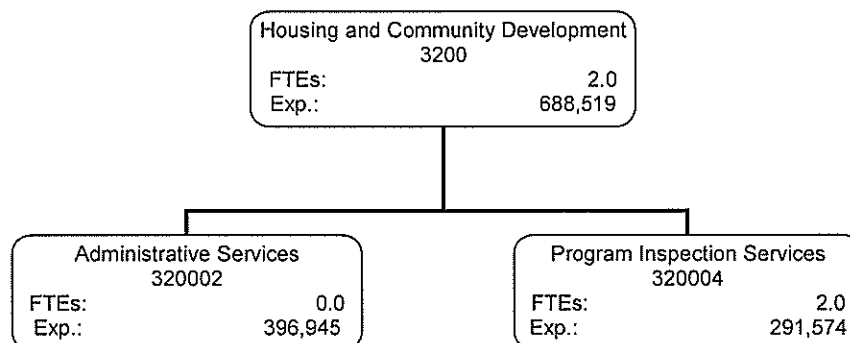 Housing and Community Development
3200
FTEs: 2.0
Exp.: 688,519
Administrative Services
320002
FTEs: 0.0
Exp.: 396,945
Program Inspection Services
320004
FTEs: 2.0
Exp.: 291,574